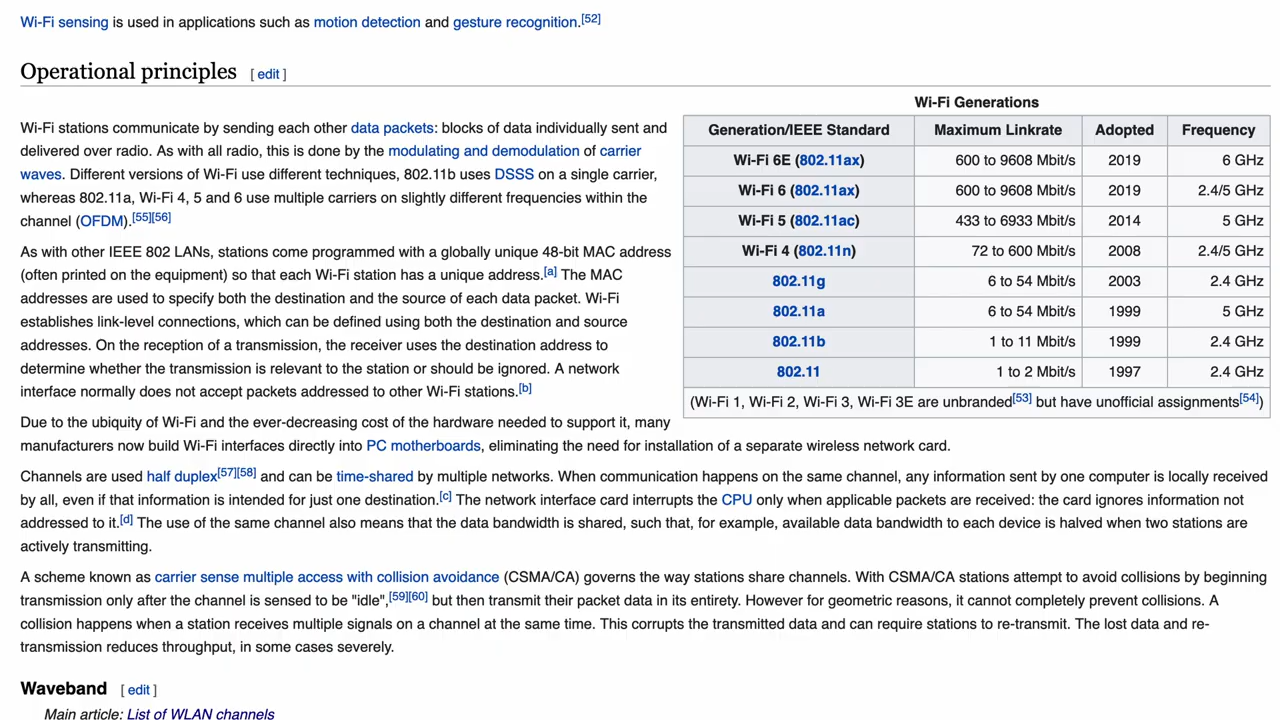 Wi-Fi sensing is used in applications such as motion detection and gesture recognition.[52]
Operational principles [ edit ]
Wi-Fi stations communicate by sending each other data packets: blocks of data individually sent and
delivered over radio. As with all radio, this is done by the modulating and demodulation of carrier
waves. Different versions of Wi-Fi use different techniques, 802.11b uses DSSS on a single carrier,
whereas 802.11a, Wi-Fi 4, 5 and 6 use multiple carriers on slightly different frequencies within the
channel (OFDM).[55][56]
As with other IEEE 802 LANs, stations come programmed with a globally unique 48-bit MAC address
(often printed on the equipment) so that each Wi-Fi station has a unique address.[a] The MAC
addresses are used to specify both the destination and the source of each data packet. Wi-Fi
establishes link-level connections, which can be defined using both the destination and source
addresses. On the reception of a transmission, the receiver uses the destination address to
determine whether the transmission is relevant to the station or should be ignored. A network
interface normally does not accept packets addressed to other Wi-Fi stations.[b]
Wi-Fi Generations
Generation/IEEE Standard Maximum Linkrate Adopted Frequency
Wi-Fi 6E (802.11ax) 600 to 9608 Mbit/s 2019 6 GHz
Wi-Fi 6 (802.11ax) 600 to 9608 Mbit/s 2019 2.4/5 GHz
Wi-Fi 5 (802.11ac) 433 to 6933 Mbit/s 2014 5 GHz
Wi-Fi 4 (802.11n) 72 to 600 Mbit/s 2008 2.4/5 GHz
802.11g 6 to 54 Mbit/s 2003 2.4 GHz
802.11a 6 to 54 Mbit/s 1999 5 GHz
802.11b 1 to 11 Mbit/s 1999 2.4 GHz
802.11 1 to 2 Mbit/s 1997 2.4 GHz
(Wi-Fi 1, Wi-Fi 2, Wi-Fi 3, Wi-Fi 3E are unbranded[53] but have unofficial assignments[54])
Due to the ubiquity of Wi-Fi and the ever-decreasing cost of the hardware needed to support it, many
manufacturers now build Wi-Fi interfaces directly into PC motherboards, eliminating the need for installation of a separate wireless network card.
Channels are used half duplex[57][58] and can be time-shared by multiple networks. When communication happens on the same channel, any information sent by one computer is locally received
by all, even if that information is intended for just one destination.[c] The network interface card interrupts the CPU only when applicable packets are received: the card ignores information not
addressed to it.[d] The use of the same channel also means that the data bandwidth is shared, such that, for example, available data bandwidth to each device is halved when two stations are
actively transmitting.
A scheme known as carrier sense multiple access with collision avoidance (CSMA/CA) governs the way stations share channels. With CSMA/CA stations attempt to avoid collisions by beginning
transmission only after the channel is sensed to be "idle",[59][60] but then transmit their packet data in its entirety. However for geometric reasons, it cannot completely prevent collisions. A
collision happens when a station receives multiple signals on a channel at the same time. This corrupts the transmitted data and can require stations to re-transmit. The lost data and re-
transmission reduces throughput, in some cases severely.
Waveband [ edit ]
Main article: List of WLAN channels